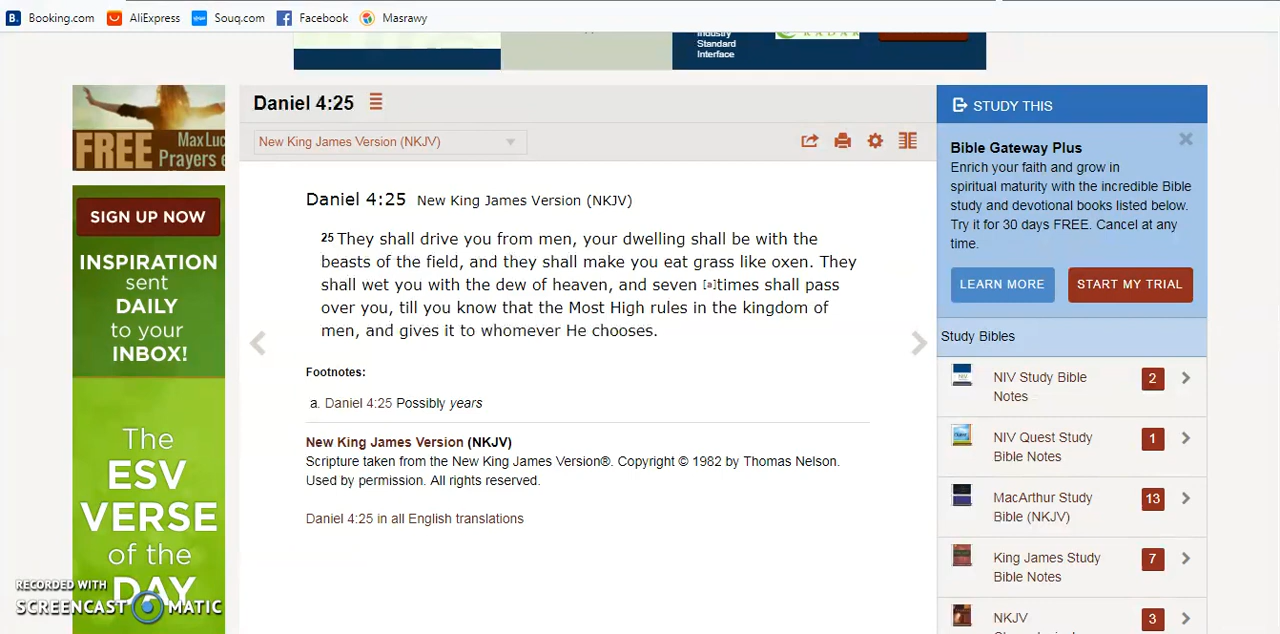 Booking.com AliExpress Souq.com Facebook Masrawy
Industry
Standard
Interface
RADAR
FREE Max Luc
Prayers
SIGN UP NOW
INSPIRATION
sent
DAILY
to your
INBOX!
The
ESV
VERSE
of the
DAY
RECORDED WITH
SCREENCAST MATIC
Daniel 4:25
New King James Version (NKJV)
Daniel 4:25 New King James Version (NKJV)
25 They shall drive you from men, your dwelling shall be with the
beasts of the field, and they shall make you eat grass like oxen. They
shall wet you with the dew of heaven, and seven [a]times shall pass
over you, till you know that the Most High rules in the kingdom of
men, and gives it to whomever He chooses.
Footnotes:
a. Daniel 4:25 Possibly years
New King James Version (NKJV)
Scripture taken from the New King James Version®. Copyright © 1982 by Thomas Nelson.
Used by permission. All rights reserved.
Daniel 4:25 in all English translations
STUDY THIS
Bible Gateway Plus
Enrich your faith and grow in
spiritual maturity with the incredible Bible
study and devotional books listed below.
Try it for 30 days FREE. Cancel at any
time.
LEARN MORE START MY TRIAL
Study Bibles
NIV Study Bible 2
Notes
NIV Quest Study 1
Bible Notes
MacArthur Study 13
Bible (NKJV)
King James Study 7
Bible Notes
NKJV 3